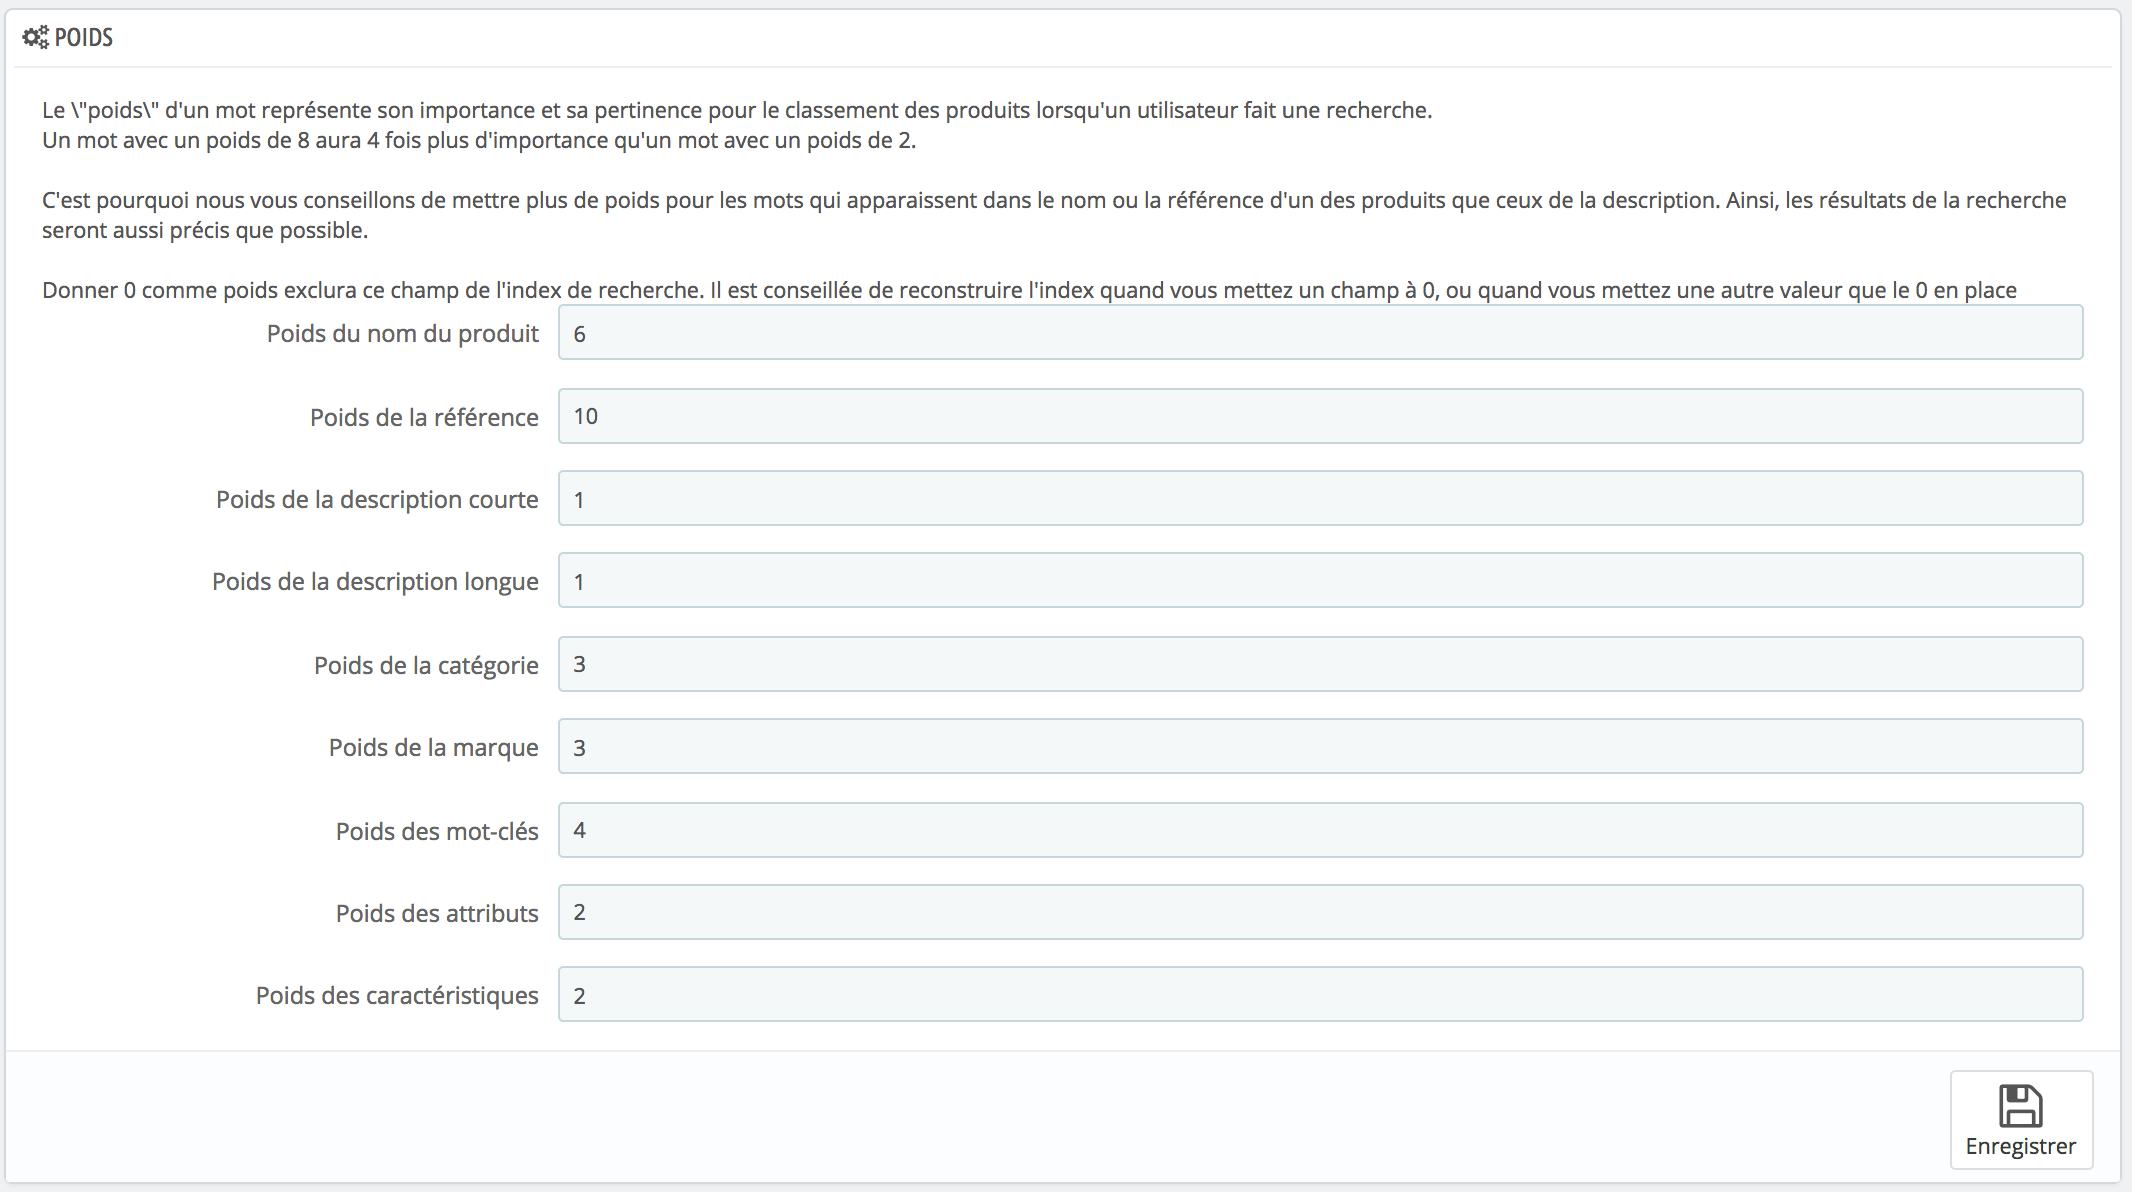 POIDS
Le \"poids\" d'un mot représente son importance et sa pertinence pour le classement des produits lorsqu'un utilisateur fait une recherche.
Un mot avec un poids de 8 aura 4 fois plus d'importance qu'un mot avec un poids de 2.
C'est pourquoi nous vous conseillons de mettre plus de poids pour les mots qui apparaissent dans le nom ou la référence d'un des produits que ceux de la description. Ainsi, les résultats de la recherche
seront aussi précis que possible.
Donner 0 comme poids exclura ce champ de l'index de recherche. Il est conseillée de reconstruire l'index quand vous mettez un champ à 0, ou quand vous mettez une autre valeur que le 0 en place
Poids du nom du produit 6
Poids de la référence 10
Poids de la description courte 1
Poids de la description longue 1
Poids de la catégorie 3
Poids de la marque 3
Poids des mot-clés 4
Poids des attributs 2
Poids des caractéristiques 2
Enregistrer